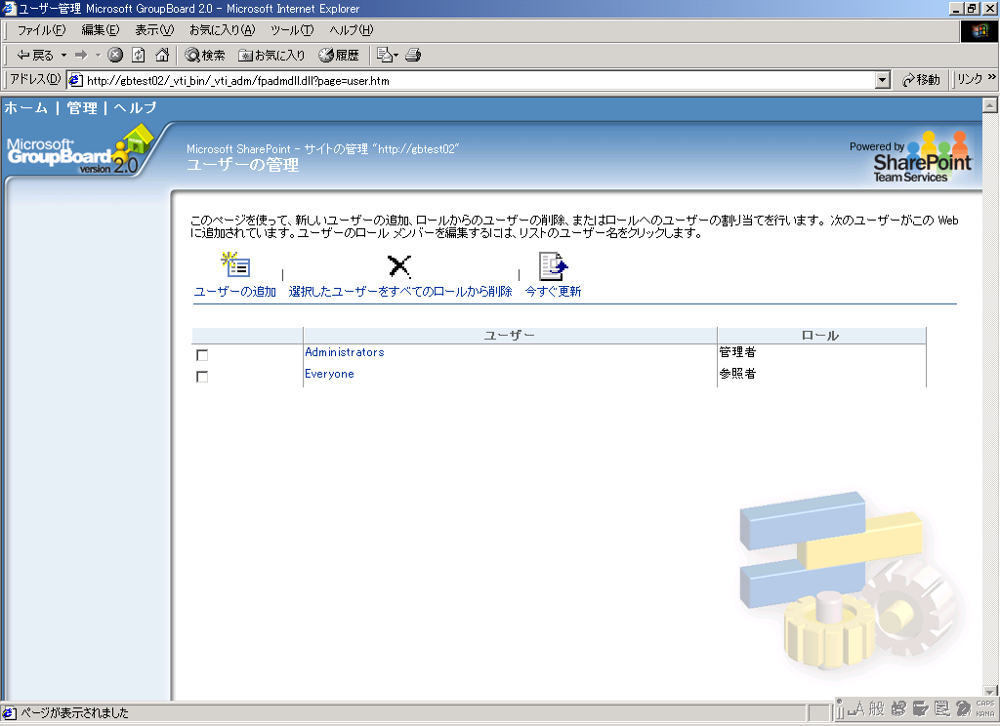 ユーザー管理 Microsoft GroupBoard 2.0 - Microsoft Internet Explorer
ファイル(F) 編集(E) 表示(V) お気に入り(A) ツール(T) ヘルプ(H)
戻る 検索 お気に入り 履歴
アドレス(D) http://gbtest02/_vti_bin/_vti_adm/fpadmdll.dll?page=user.htm 移動 リンク »
ホーム | 管理 | ヘルプ
Microsoft GroupBoard version 2.0
Microsoft SharePoint - サイトの管理 "http://gbtest02"
ユーザーの管理
Powered by SharePoint Team Services
このページを使って、新しいユーザーの追加、ロールからのユーザーの削除、またはロールへのユーザーの割り当てを行います。 次のユーザーがこの Web
に追加されています。ユーザーのロール メンバーを編集するには、リストのユーザー名をクリックします。
ユーザーの追加 | 選択したユーザーをすべてのロールから削除 | 今すぐ更新
ユーザー ロール
Administrators 管理者
Everyone 参照者
ページが表示されました
A 般 CAPS KANA